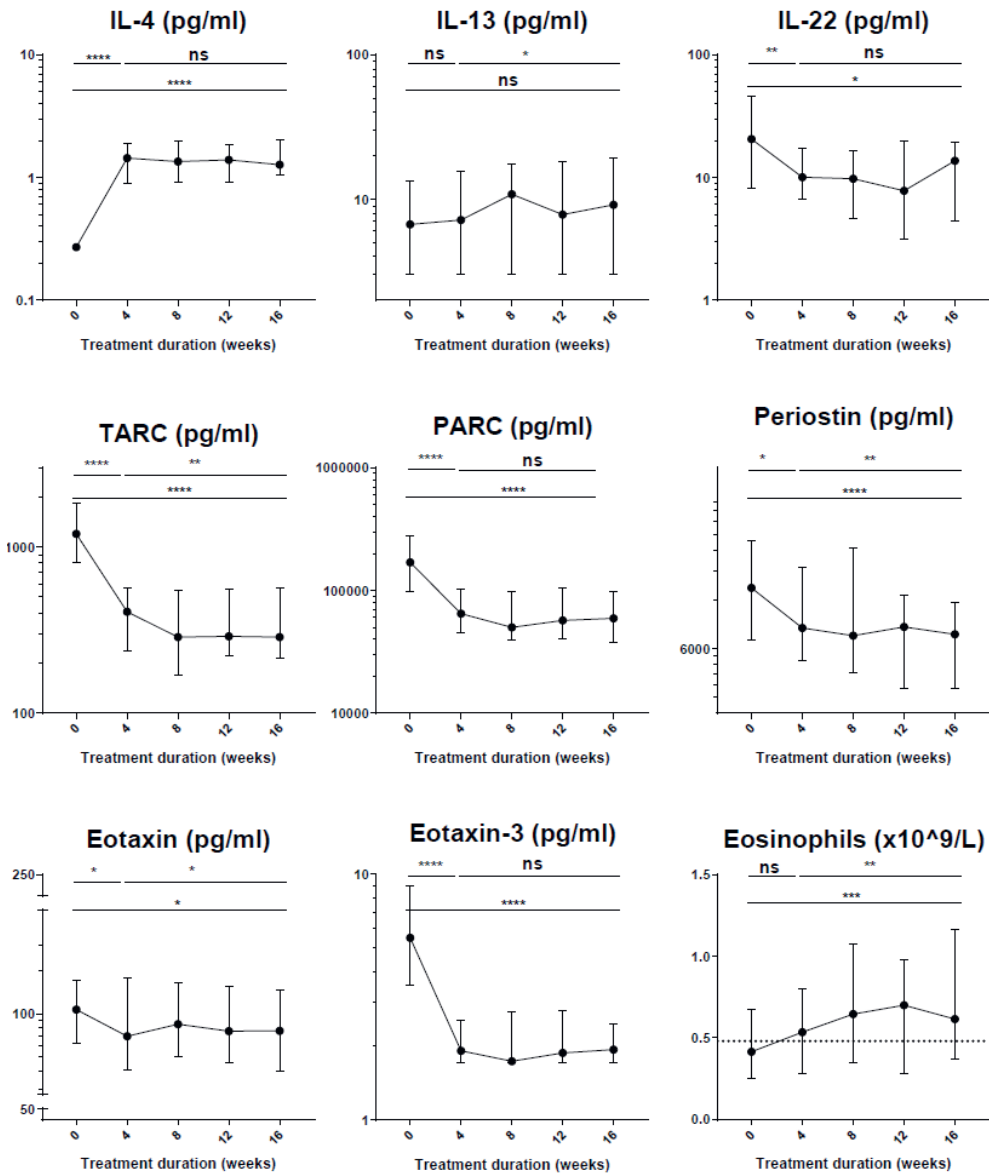 IL-4 (pg/ml) IL-13 (pg/ml) IL-22 (pg/ml)
**** ns
****
10
1
0.1
0 4 8 12 16
Treatment duration (weeks)
ns *
ns
100
10
0 4 8 12 16
Treatment duration (weeks)
** ns
*
100
10
1
0 4 8 12 16
Treatment duration (weeks)
TARC (pg/ml) PARC (pg/ml) Periostin (pg/ml)
**** **
****
1000
100
0 4 8 12 16
Treatment duration (weeks)
**** ns
****
1000000
100000
10000
0 4 8 12 16
Treatment duration (weeks)
* **
****
6000
0 4 8 12 16
Treatment duration (weeks)
Eotaxin (pg/ml) Eotaxin-3 (pg/ml) Eosinophils (x10^9/L)
* *
*
250
100
50
0 4 8 12 16
Treatment duration (weeks)
**** ns
****
10
1
0 4 8 12 16
Treatment duration (weeks)
ns **
***
1.5
1.0
0.5
0.0
0 4 8 12 16
Treatment duration (weeks)